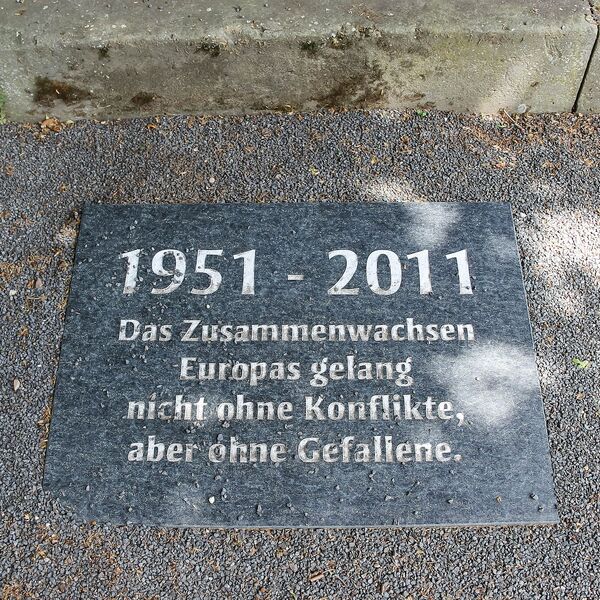 1951 - 2011
Das Zusammenwachsen
Europas gelang
nicht ohne Konflikte,
aber ohne Gefallene.